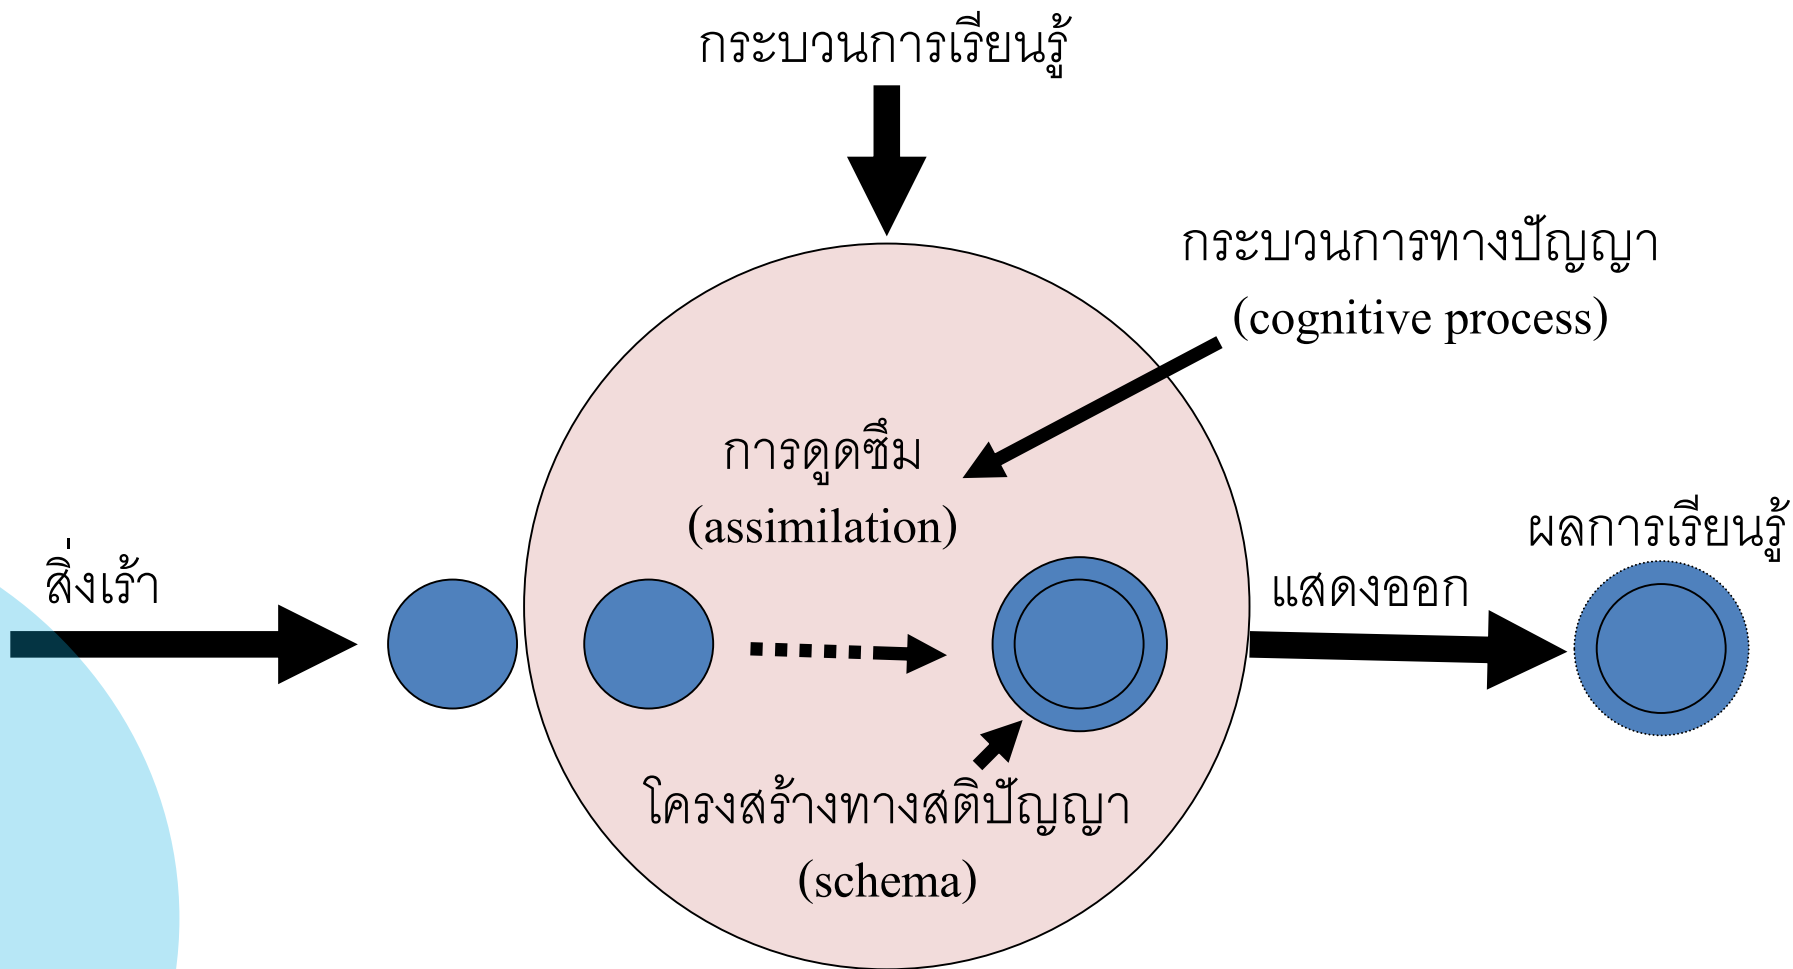 กระบวนการเรียนรู้
กระบวนการทางปัญญา
(cognitive process)
การดูดซึม
(assimilation)
ผลการเรียนรู้
สิ่งเร้า
แสดงออก
โครงสร้างทางสติปัญญา
(schema)